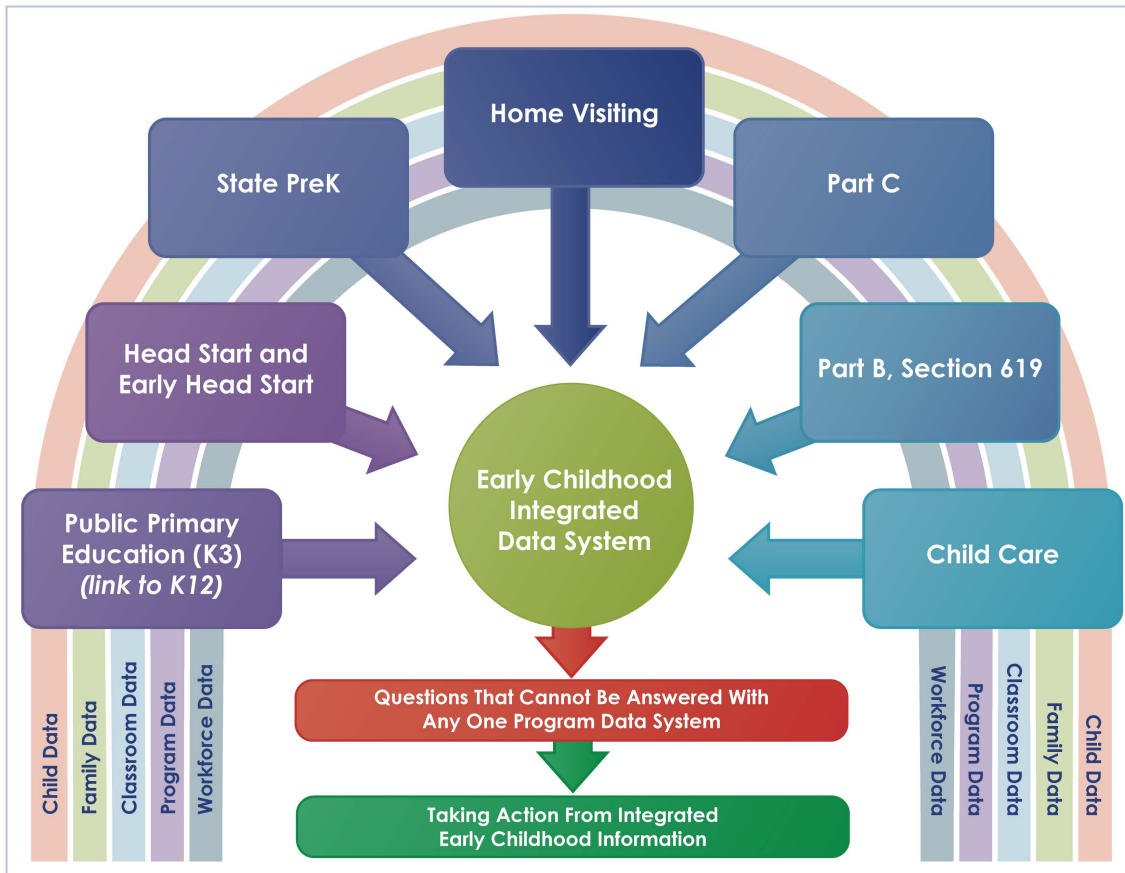 Home Visiting
State PreK
Part C
Head Start and
Early Head Start
Part B, Section 619
Early Childhood
Integrated
Data System
Public Primary
Education (K3)
(link to K12)
Child Care
Questions That Cannot Be Answered With
Any One Program Data System
Taking Action From Integrated
Early Childhood Information
Child Data
Family Data
Classroom Data
Program Data
Workforce Data
Workforce Data
Program Data
Classroom Data
Family Data
Child Data